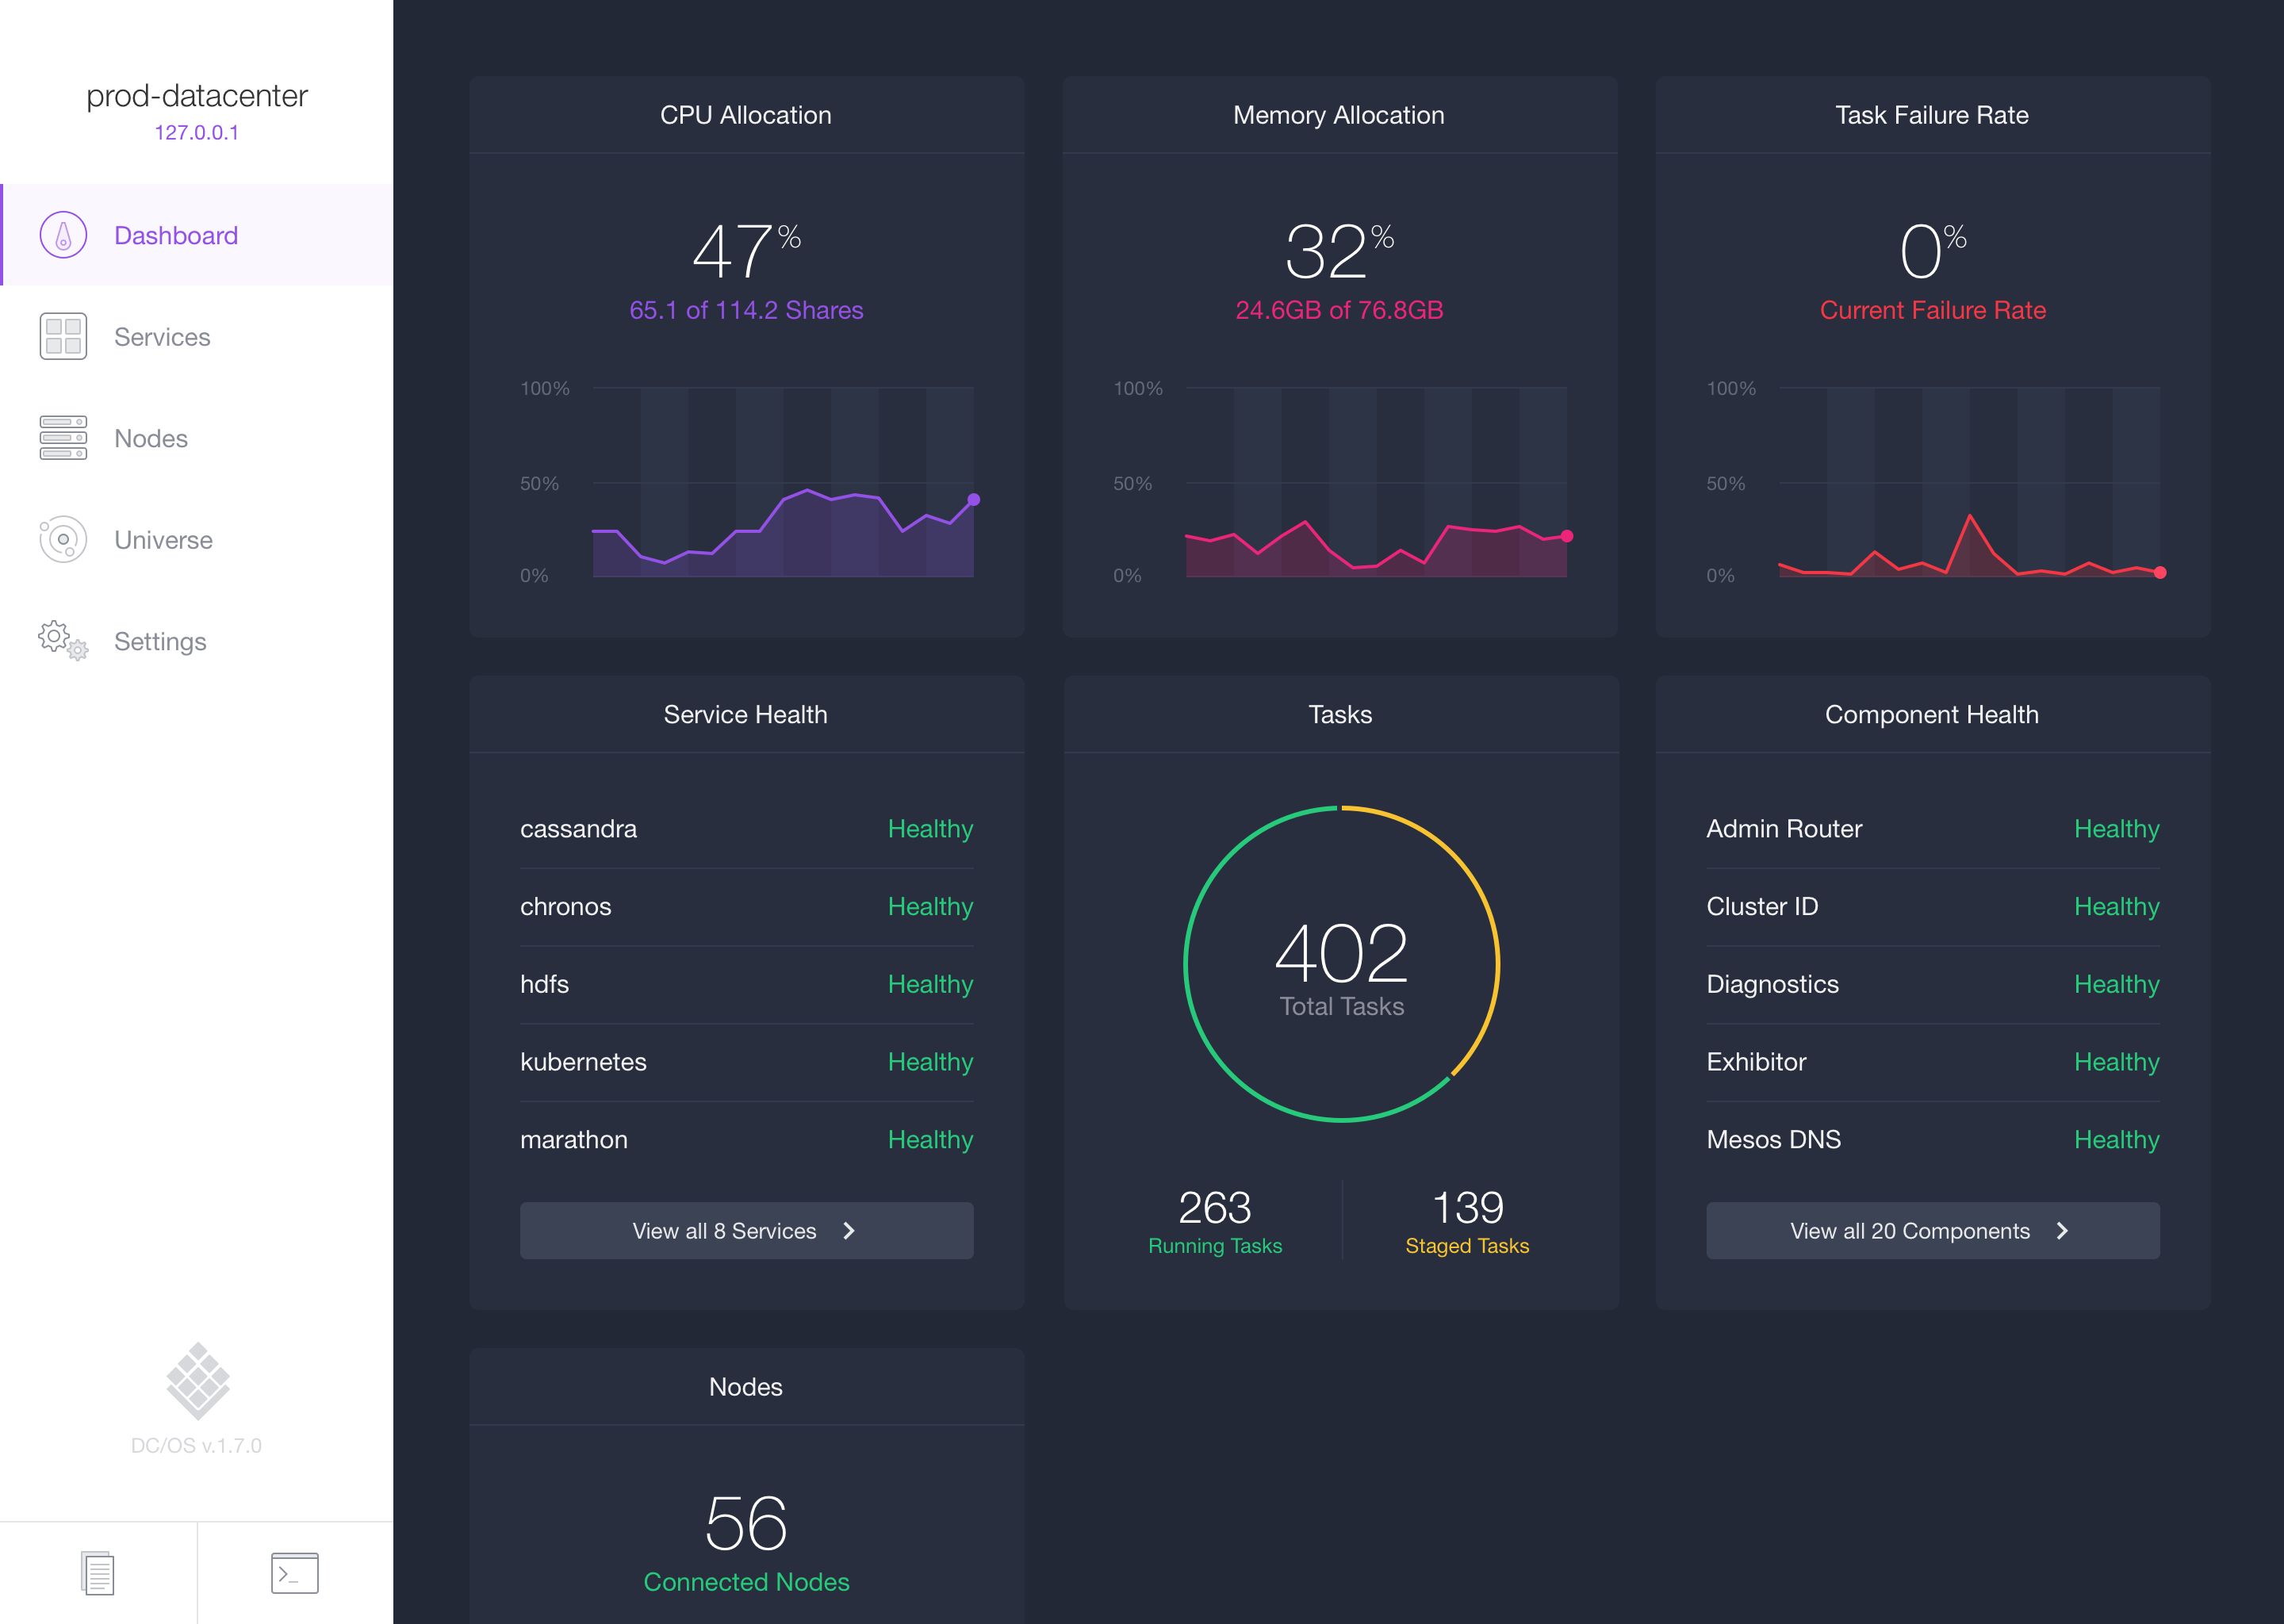 prod-datacenter
127.0.0.1
Dashboard
Services
Nodes
Universe
Settings
DC/OS v.1.7.0
CPU Allocation
47%
65.1 of 114.2 Shares
100%
50%
0%
Memory Allocation
32%
24.6GB of 76.8GB
100%
50%
0%
Task Failure Rate
0%
Current Failure Rate
100%
50%
0%
Service Health
cassandra Healthy
chronos Healthy
hdfs Healthy
kubernetes Healthy
marathon Healthy
View all 8 Services
Tasks
402
Total Tasks
263
Running Tasks
139
Staged Tasks
Component Health
Admin Router Healthy
Cluster ID Healthy
Diagnostics Healthy
Exhibitor Healthy
Mesos DNS Healthy
View all 20 Components
Nodes
56
Connected Nodes